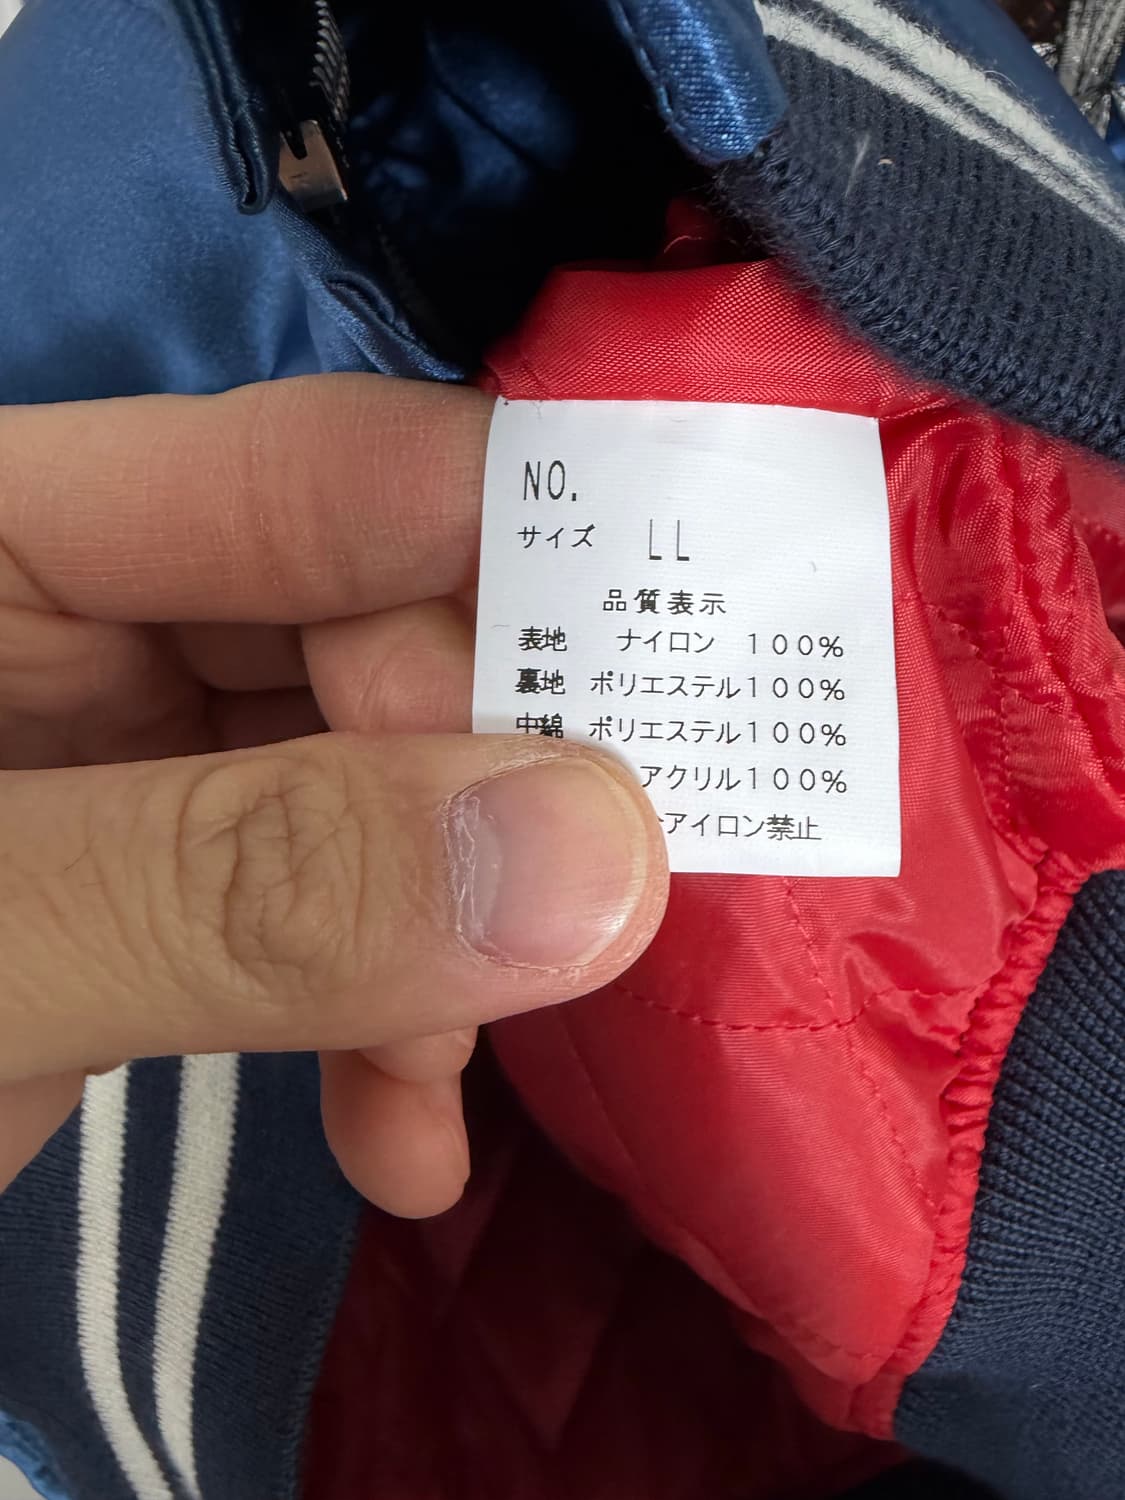 NO.
サイズ LL
品質表示
表地 ナイロン 100%
裏地 ポリエステル100%
中綿 ポリエステル100%
アクリル100%
アイロン禁止